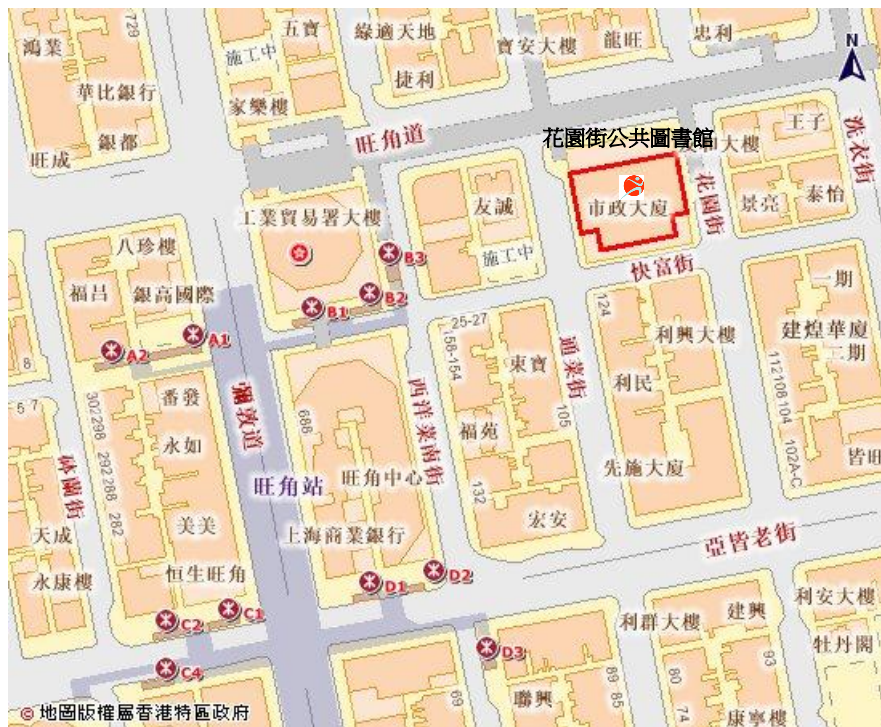 729
五寶
綠適天地
龍旺
忠利
鴻業
施工中
寶安大樓
捷利
華比銀行
家樂樓
銀都
旺角道
花園街公共圖書館
N
王子
洗衣街
旺成
大樓
友誠
市政大廈
花園街
景亮
泰怡
工業貿易署大樓
八珍樓
B3
施工中
快富街
福呂
銀高國際
B2
B1
一期
124
25-27
利興大樓
建煌華廈
二期
A1
A2
158-154
東寶
通菜街
8
彌敦道
西洋菜南街
利民
112 108 104
番發
5 7
302 298
688
105
永如
福苑
292 288
旺角中心
先施大廈
102A-C
皆旺
砵蘭街
旺角站
132
282
天成
美美
上海商業銀行
宏安
亞皆老街
永康樓
恒生旺角
D1
D2
利安大樓
C1
C2
利群大樓
建興
牡丹閣
D3
C4
93
89-85
80
69
聯興
74
康寧樓
© 地圖版權屬香港特區政府